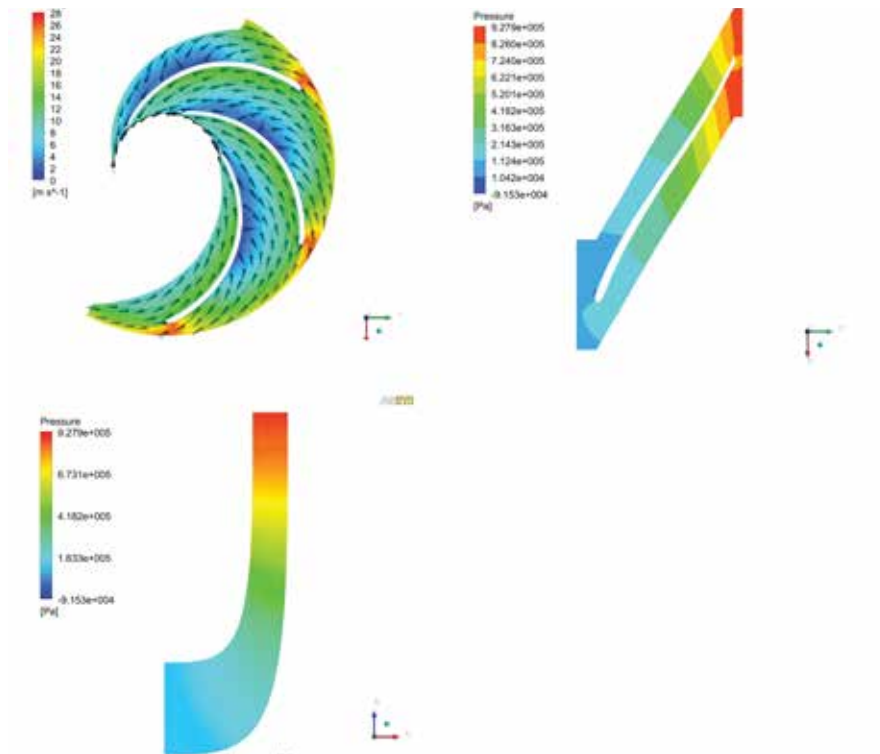 28
26
24
22
20
18
16
14
12
10
8
6
4
2
0
[m s^-1]
Pressure
9.279e+005
8.260e+005
7.240e+005
6.221e+005
5.201e+005
4.182e+005
3.163e+005
2.143e+005
1.124e+005
1.042e+004
-9.153e+004
[Pa]
Pressure
9.279e+005
6.731e+005
4.182e+005
1.633e+005
-9.153e+004
[Pa]